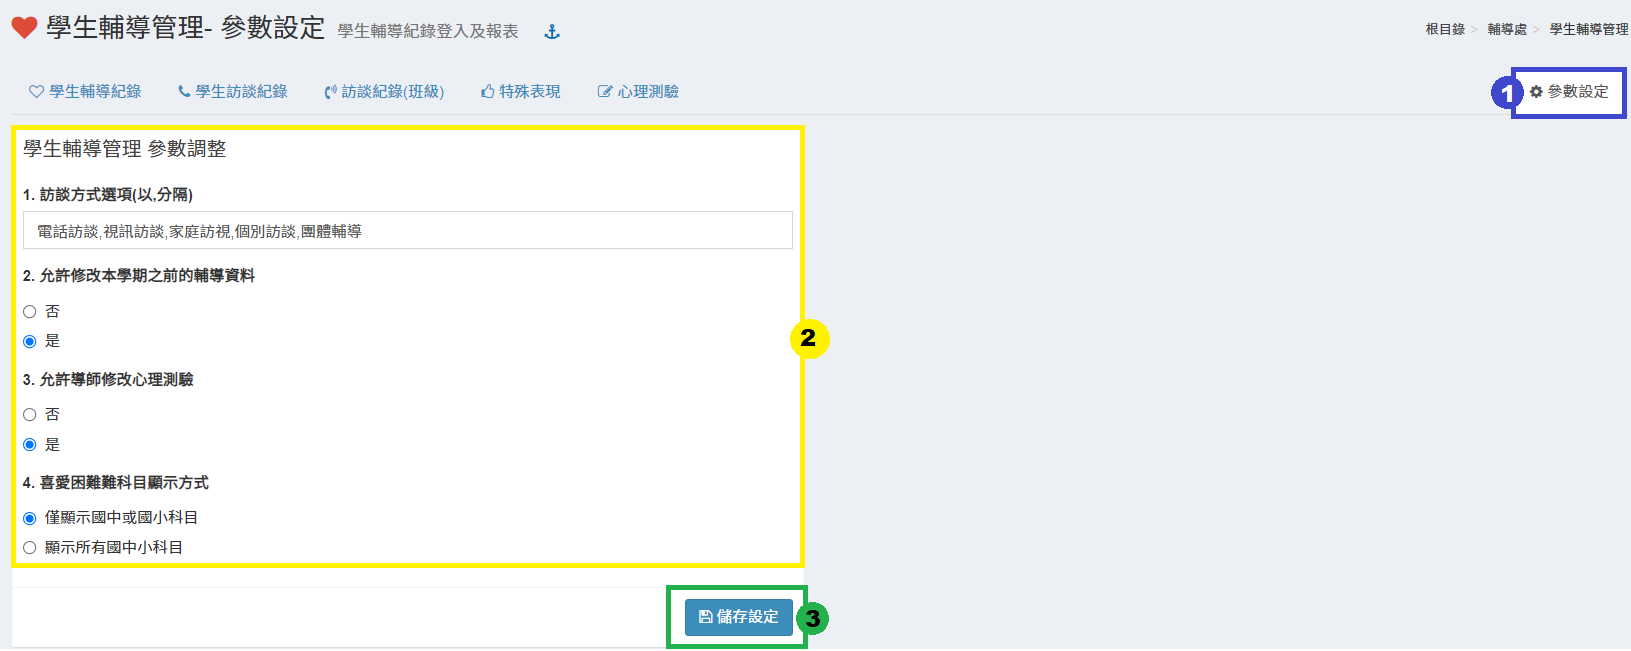 學生輔導管理- 參數設定 學生輔導紀錄登入及報表
根目錄 > 輔導處 > 學生輔導管理
學生輔導紀錄 學生訪談紀錄 訪談紀錄(班級) 特殊表現 心理測驗
1 參數設定
學生輔導管理 參數調整
1. 訪談方式選項(以,分隔)
電話訪談,視訊訪談,家庭訪視,個別訪談,團體輔導
2. 允許修改本學期之前的輔導資料
否
是
2
3. 允許導師修改心理測驗
否
是
4. 喜愛困難難科目顯示方式
僅顯示國中或國小科目
顯示所有國中小科目
儲存設定 3